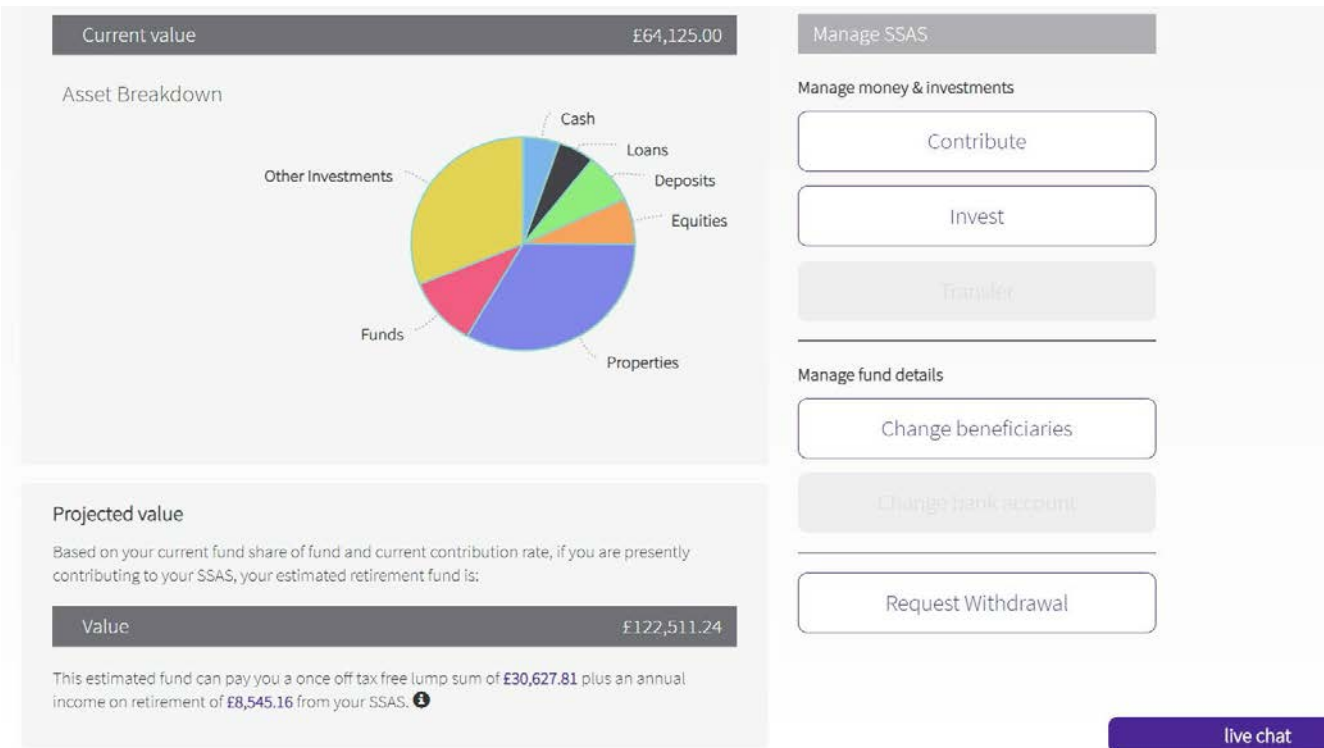 Current value £64,125.00
Asset Breakdown
Cash
Loans
Other Investments
Deposits
Equities
Funds
Properties
Projected value
Based on your current fund share of fund and current contribution rate, if you are presently
contributing to your SSAS, your estimated retirement fund is:
Value £122,511.24
This estimated fund can pay you a once off tax free lump sum of £30,627.81 plus an annual
income on retirement of £8,545.16 from your SSAS.
Manage SSAS
Manage money & investments
Contribute
Invest
Transfer
Manage fund details
Change beneficiaries
Change bank account
Request Withdrawal
live chat